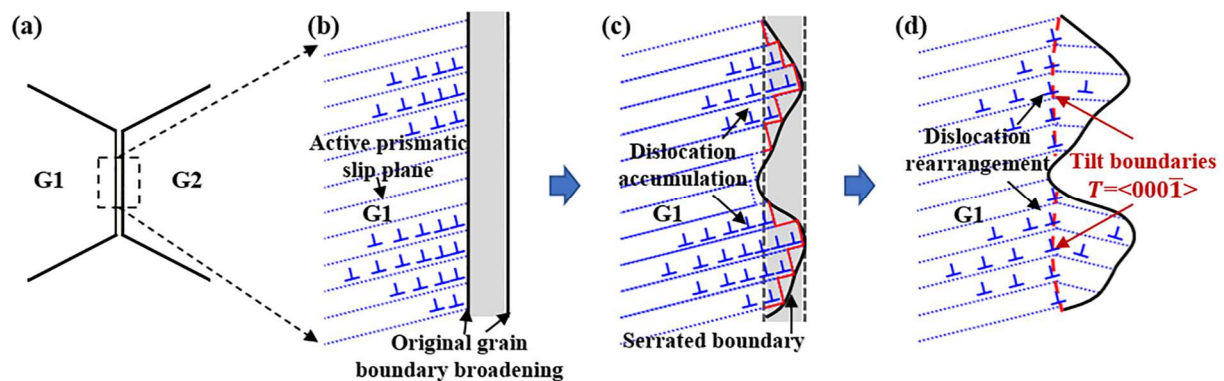 (a)
G1
G2
(b)
Active prismatic
slip plane
G1
Original grain
boundary broadening
(c)
Dislocation
accumulation
G1
Serrated boundary
(d)
Dislocation
rearrangement
G1
Tilt boundaries
T=<0001̅>